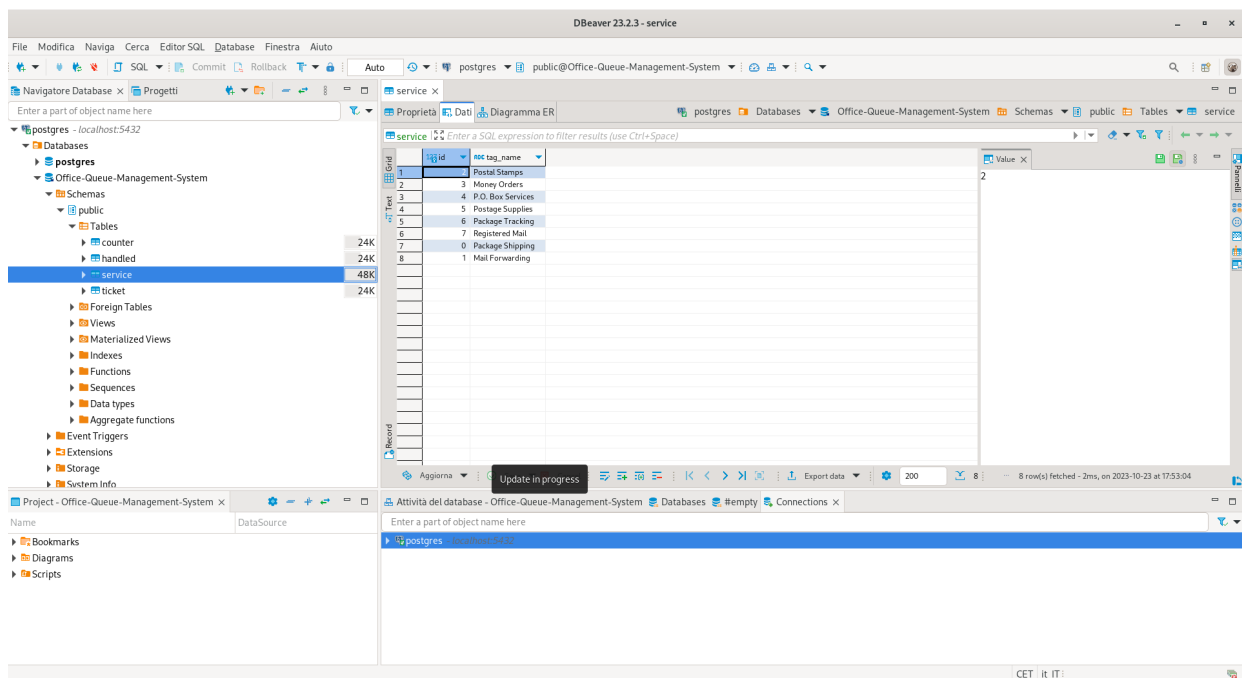 DBeaver 23.2.3 - service
File Modifica Naviga Cerca Editor SQL Database Finestra Aiuto
SQL Commit Rollback Auto postgres public@Office-Queue-Management-System
Navigatore Database Progetti
Enter a part of object name here
postgres - localhost:5432
Databases
postgres
Office-Queue-Management-System
Schemas
public
Tables
counter 24K
handled 24K
service 48K
ticket 24K
Foreign Tables
Views
Materialized Views
Indexes
Functions
Sequences
Data types
Aggregate functions
Event Triggers
Extensions
Storage
System Info
service
Proprietà Dati Diagramma ER postgres Databases Office-Queue-Management-System Schemas public Tables service
service Enter a SQL expression to filter results (use Ctrl+Space)
Grid
Text
Record
id ABC tag_name
1 2 Postal Stamps
2 3 Money Orders
3 4 P.O. Box Services
4 5 Postage Supplies
5 6 Package Tracking
6 7 Registered Mail
7 0 Package Shipping
8 1 Mail Forwarding
Value
2
Pannelli
Aggiorna Update in progress Export data 200 8 8 row(s) fetched - 2ms, on 2023-10-23 at 17:53:04
Project - Office-Queue-Management-System
Name DataSource
Bookmarks
Diagrams
Scripts
Attività del database - Office-Queue-Management-System Databases #empty Connections
Enter a part of object name here
postgres - localhost:5432
CET it_IT